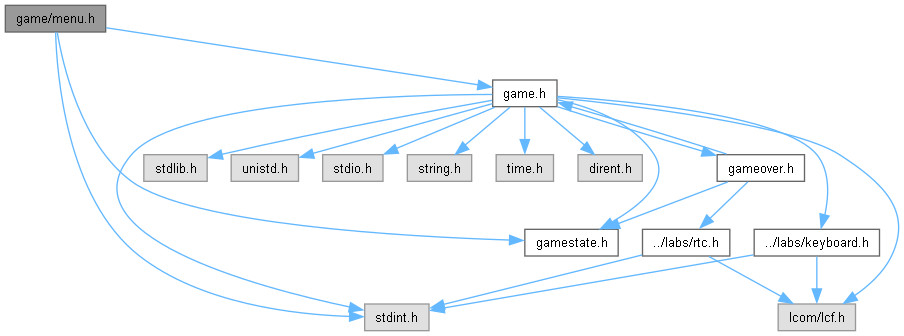 game/menu.h
game.h
stdlib.h
unistd.h
stdio.h
string.h
time.h
dirent.h
gameover.h
gamestate.h
../labs/rtc.h
../labs/keyboard.h
stdint.h
lcom/lcf.h